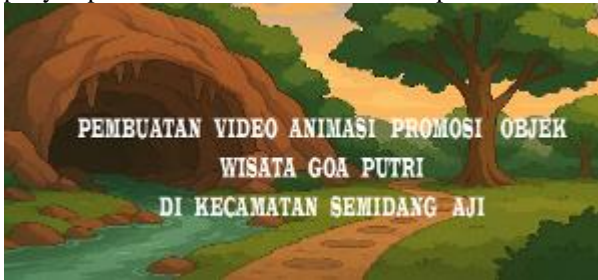 PEMBUATAN VIDEO ANIMASI PROMOSI OBJEK
WISATA GOA PUTRI
DI KECAMATAN SEMIDANG AJI